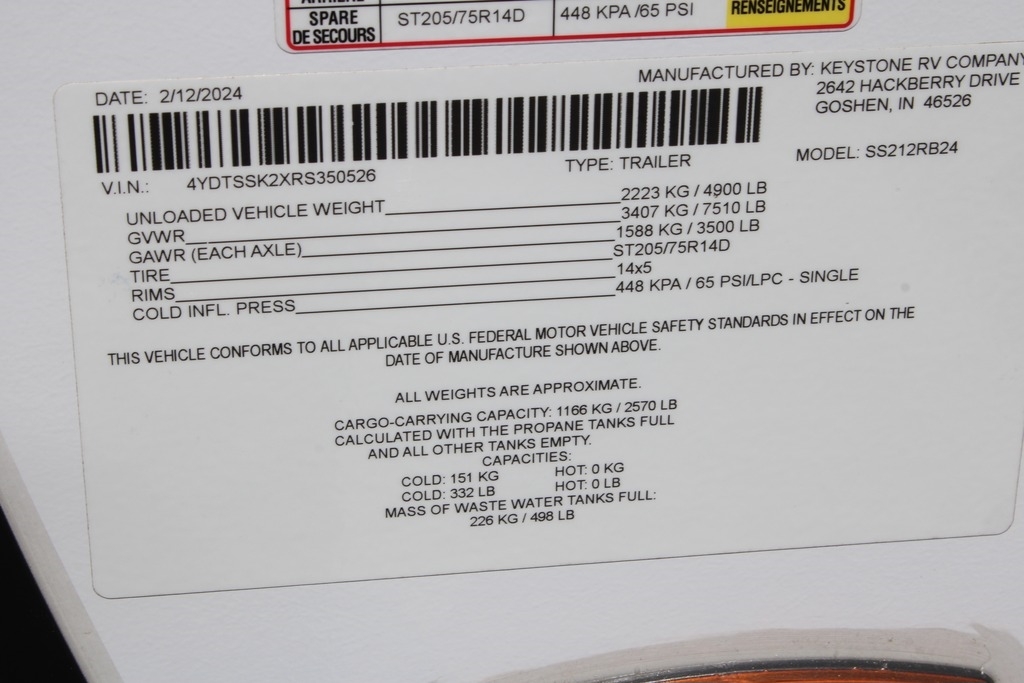 SPARE
DE SECOURS
ST205/75R14D
448 KPA /65 PSI
RENSEIGNEMENTS
DATE: 2/12/2024
MANUFACTURED BY: KEYSTONE RV COMPANY
2642 HACKBERRY DRIVE
GOSHEN, IN 46526
V.I.N.: 4YDTSSK2XRS350526
TYPE: TRAILER
MODEL: SS212RB24
UNLOADED VEHICLE WEIGHT 2223 KG / 4900 LB
GVWR 3407 KG / 7510 LB
GAWR (EACH AXLE) 1588 KG / 3500 LB
TIRE ST205/75R14D
RIMS 14x5
COLD INFL. PRESS 448 KPA / 65 PSI/LPC - SINGLE
THIS VEHICLE CONFORMS TO ALL APPLICABLE U.S. FEDERAL MOTOR VEHICLE SAFETY STANDARDS IN EFFECT ON THE
DATE OF MANUFACTURE SHOWN ABOVE.
ALL WEIGHTS ARE APPROXIMATE.
CARGO-CARRYING CAPACITY: 1166 KG / 2570 LB
CALCULATED WITH THE PROPANE TANKS FULL
AND ALL OTHER TANKS EMPTY.
CAPACITIES:
COLD: 151 KG HOT: 0 KG
COLD: 332 LB HOT: 0 LB
MASS OF WASTE WATER TANKS FULL:
226 KG / 498 LB